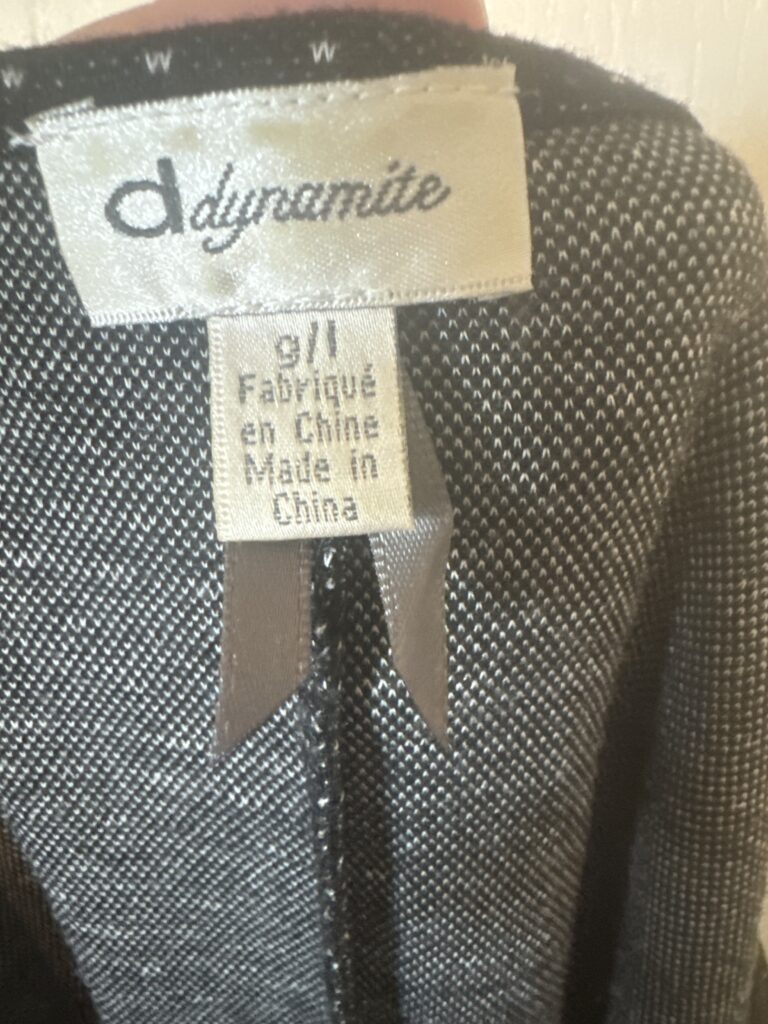 d dynamite
g/l
Fabriqué
en Chine
Made in
China